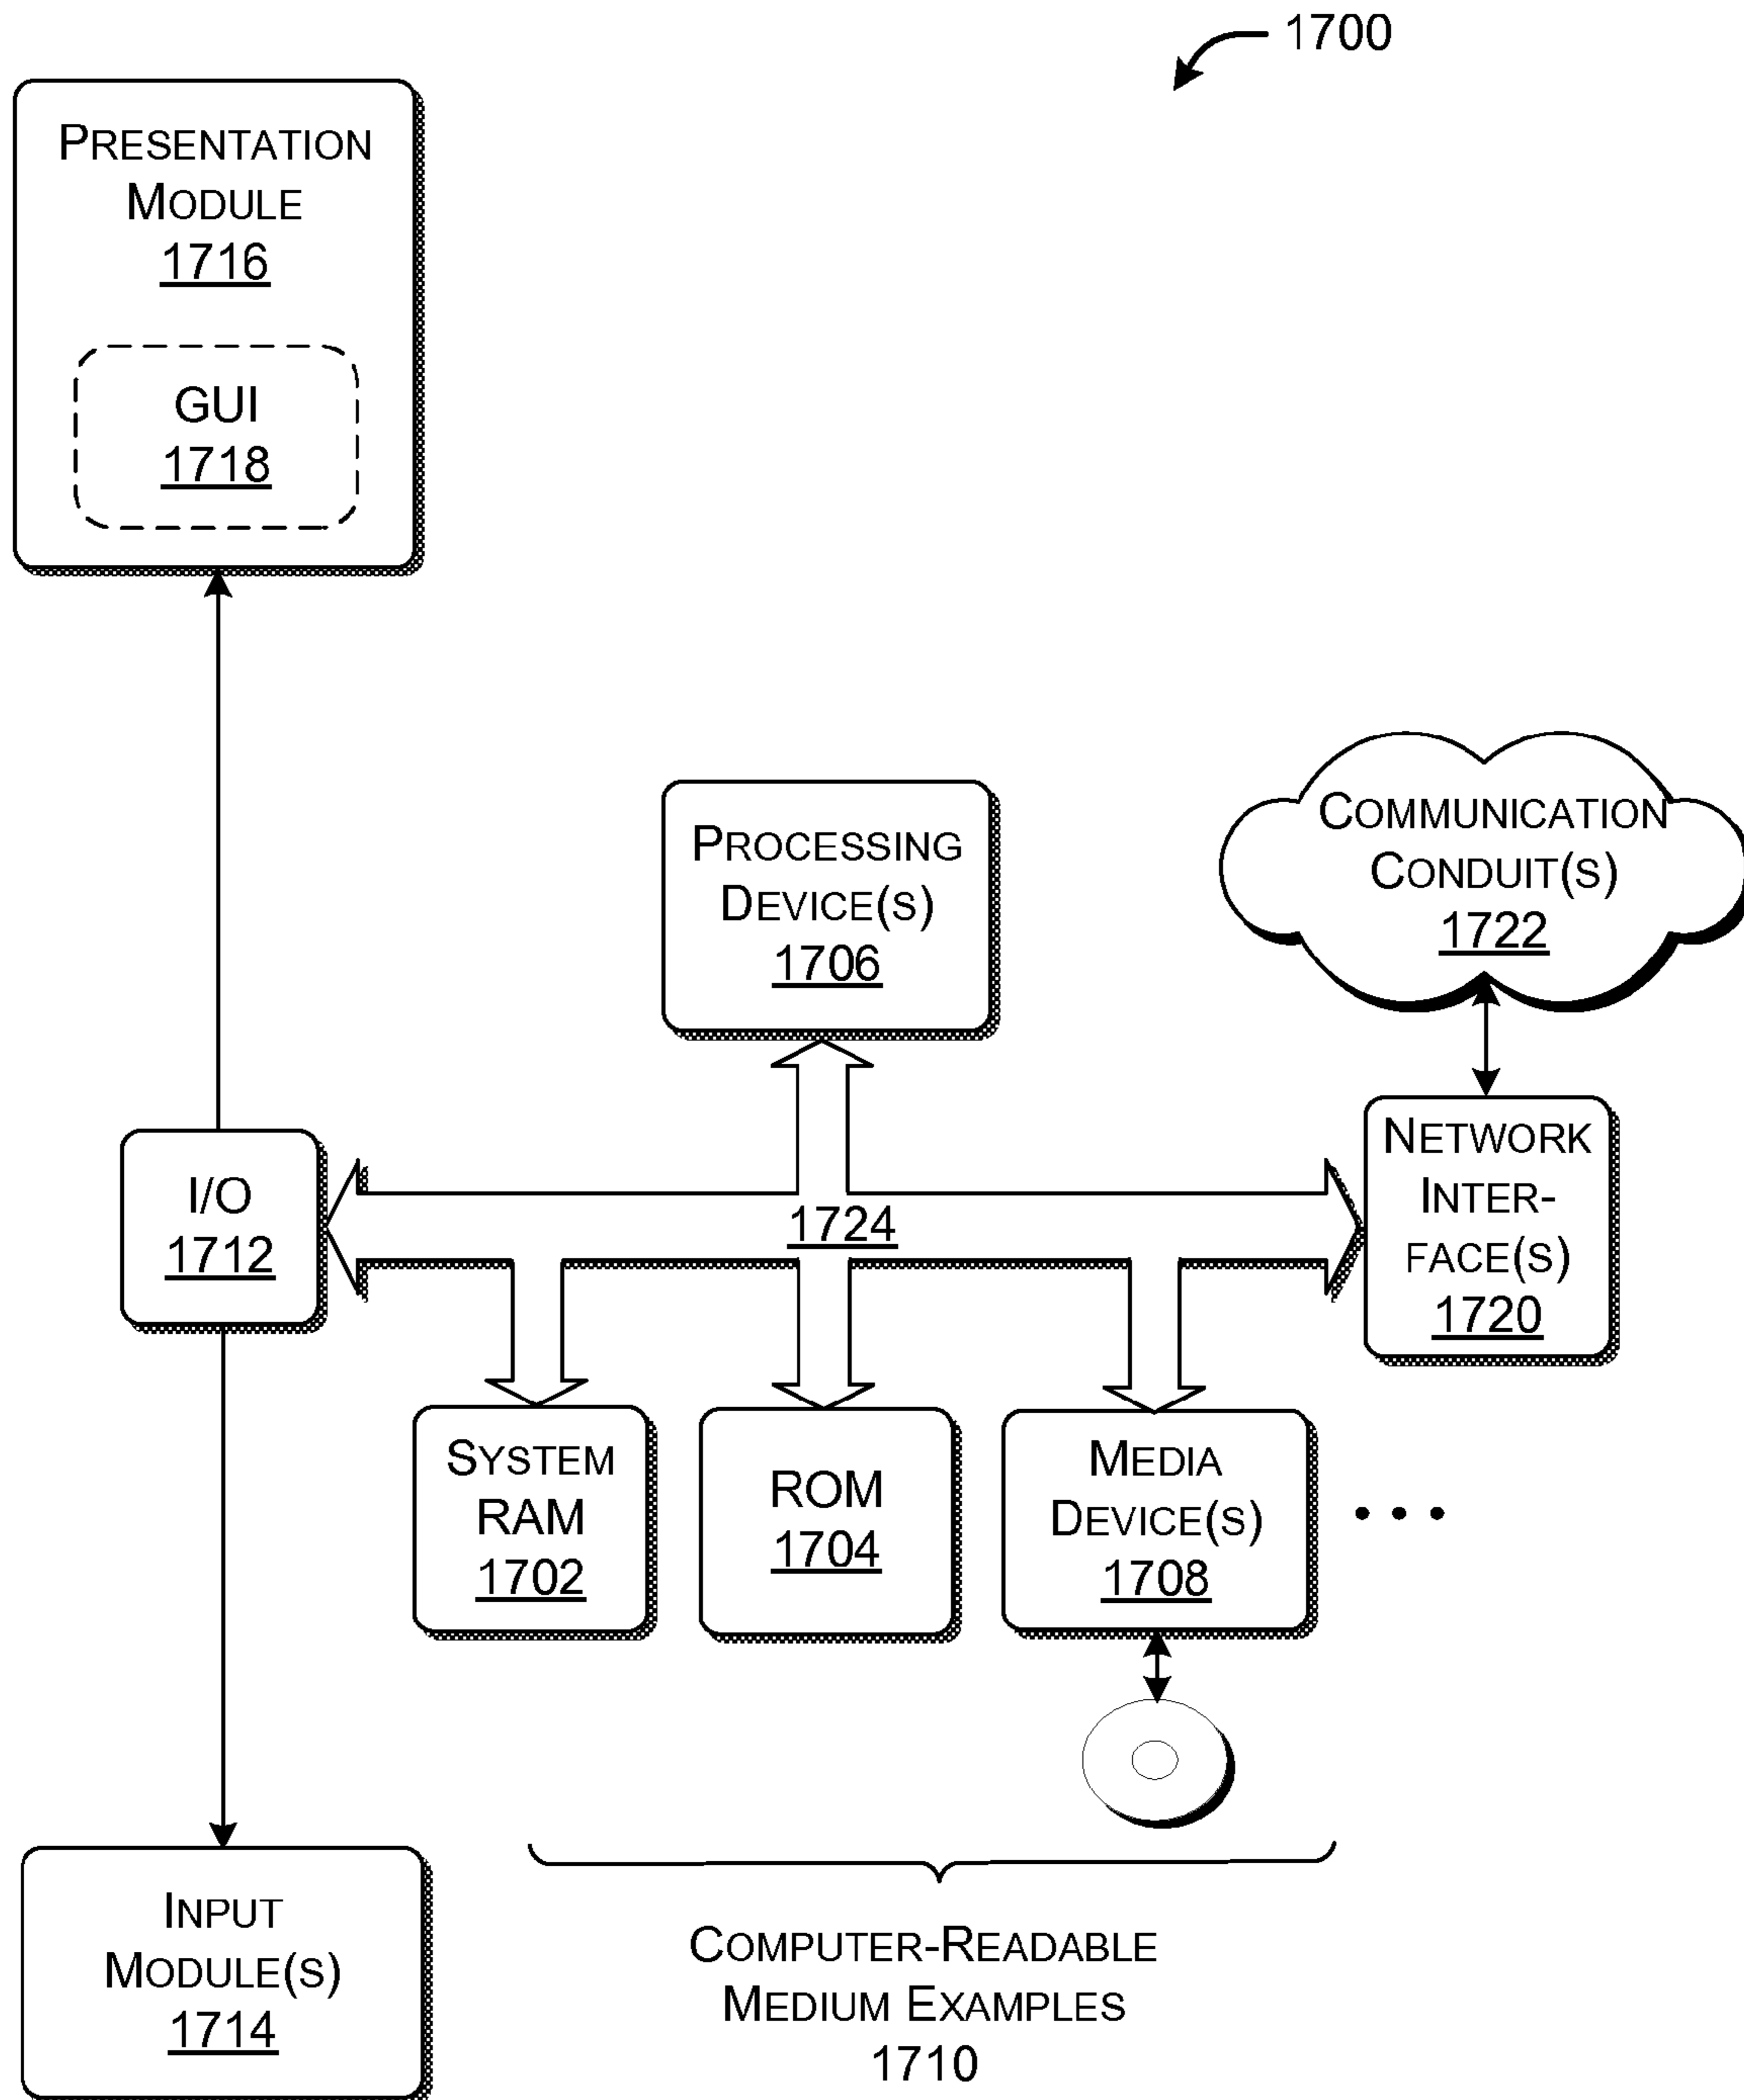 1700
PRESENTATION
MODULE
1716
GUI
1718
PROCESSING
DEVICE(S)
1706
COMMUNICATION
CONDUIT(S)
1722
I/O
1712
1724
NETWORK
INTER-
FACE(S)
1720
SYSTEM
RAM
1702
ROM
1704
MEDIA
DEVICE(S)
1708
• • •
INPUT
MODULE(S)
1714
COMPUTER-READABLE
MEDIUM EXAMPLES
1710